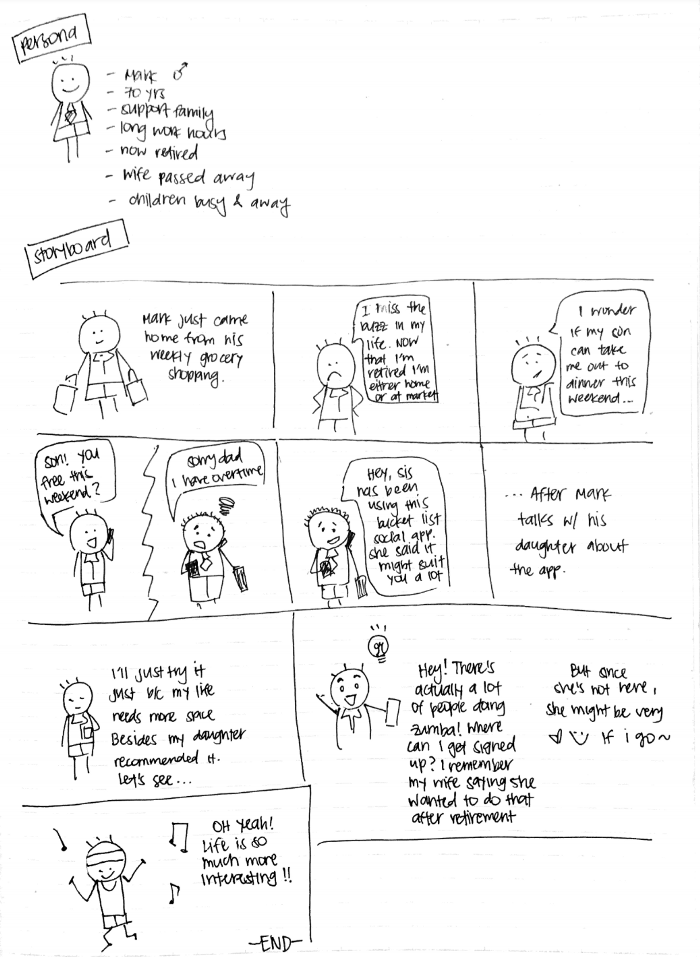 Persona
- Mark ♂
- 70 yrs
- support family
- long work hours
- now retired
- wife passed away
- children busy & away
storyboard
Mark just came
home from his
weekly grocery
shopping.
I miss the
buzz in my
life. Now
that I'm
retired I'm
either home
or at market
I wonder
if my son
can take
me out to
dinner this
weekend...
Son! you
free this
weekend?
sorry dad
I have overtime
Hey, sis
has been
using this
bucket list
social app.
she said it
might suit
you a lot
... After Mark
talks w/ his
daughter about
the app.
I'll just try it
just b/c my life
needs more spice
Besides my daughter
recommended it.
Let's see...
Hey! There's
actually a lot
of people doing
zumba! Where
can I get signed
up? I remember
my wife saying she
wanted to do that
after retirement
But since
she's not here,
she might be very
if i go~
OH yeah!
Life is so
much more
interesting!!
-END-